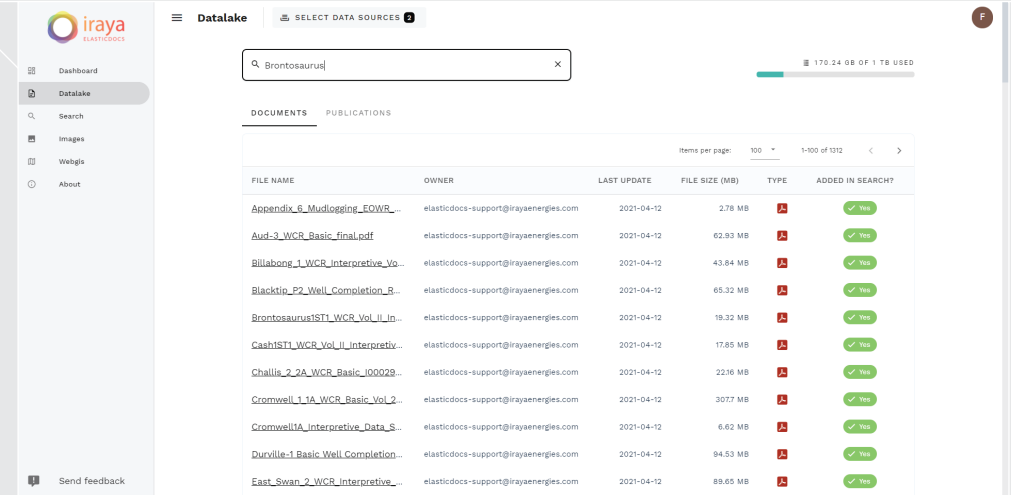 iraya
ELASTICDOCS
Datalake
SELECT DATA SOURCES 2
F
Dashboard
Datalake
Search
Images
Webgis
About
Send feedback
Brontosaurus
170.24 GB OF 1 TB USED
DOCUMENTS PUBLICATIONS
Items per page: 100 1-100 of 1312
FILE NAME OWNER LAST UPDATE FILE SIZE (MB) TYPE ADDED IN SEARCH?
Appendix_6_Mudlogging_EOWR_... elasticdocs-support@irayaenergies.com 2021-04-12 2.78 MB Yes
Aud-3_WCR_Basic_final.pdf elasticdocs-support@irayaenergies.com 2021-04-12 62.93 MB Yes
Billabong_1_WCR_Interpretive_Vo... elasticdocs-support@irayaenergies.com 2021-04-12 43.84 MB Yes
Blacktip_P2_Well_Completion_R... elasticdocs-support@irayaenergies.com 2021-04-12 65.32 MB Yes
Brontosaurus1ST1_WCR_Vol_II_In... elasticdocs-support@irayaenergies.com 2021-04-12 19.32 MB Yes
Cash1ST1_WCR_Vol_II_Interpretiv... elasticdocs-support@irayaenergies.com 2021-04-12 17.85 MB Yes
Challis_2_2A_WCR_Basic_I00029... elasticdocs-support@irayaenergies.com 2021-04-12 22.16 MB Yes
Cromwell_1_1A_WCR_Basic_Vol_2... elasticdocs-support@irayaenergies.com 2021-04-12 307.7 MB Yes
Cromwell1A_Interpretive_Data_S... elasticdocs-support@irayaenergies.com 2021-04-12 6.62 MB Yes
Durville-1 Basic Well Completion... elasticdocs-support@irayaenergies.com 2021-04-12 94.53 MB Yes
East_Swan_2_WCR_Interpretive_... elasticdocs-support@irayaenergies.com 2021-04-12 89.65 MB Yes